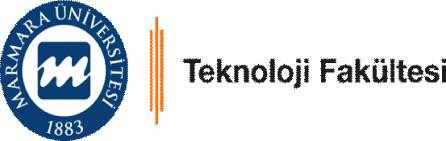 MARMARA ÜNİVERSİTESİ
m
1883
Teknoloji Fakültesi